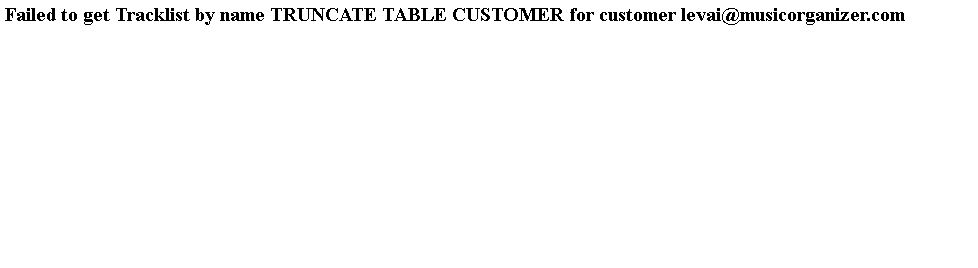 Failed to get Tracklist by name TRUNCATE TABLE CUSTOMER for customer levai@musicorganizer.com